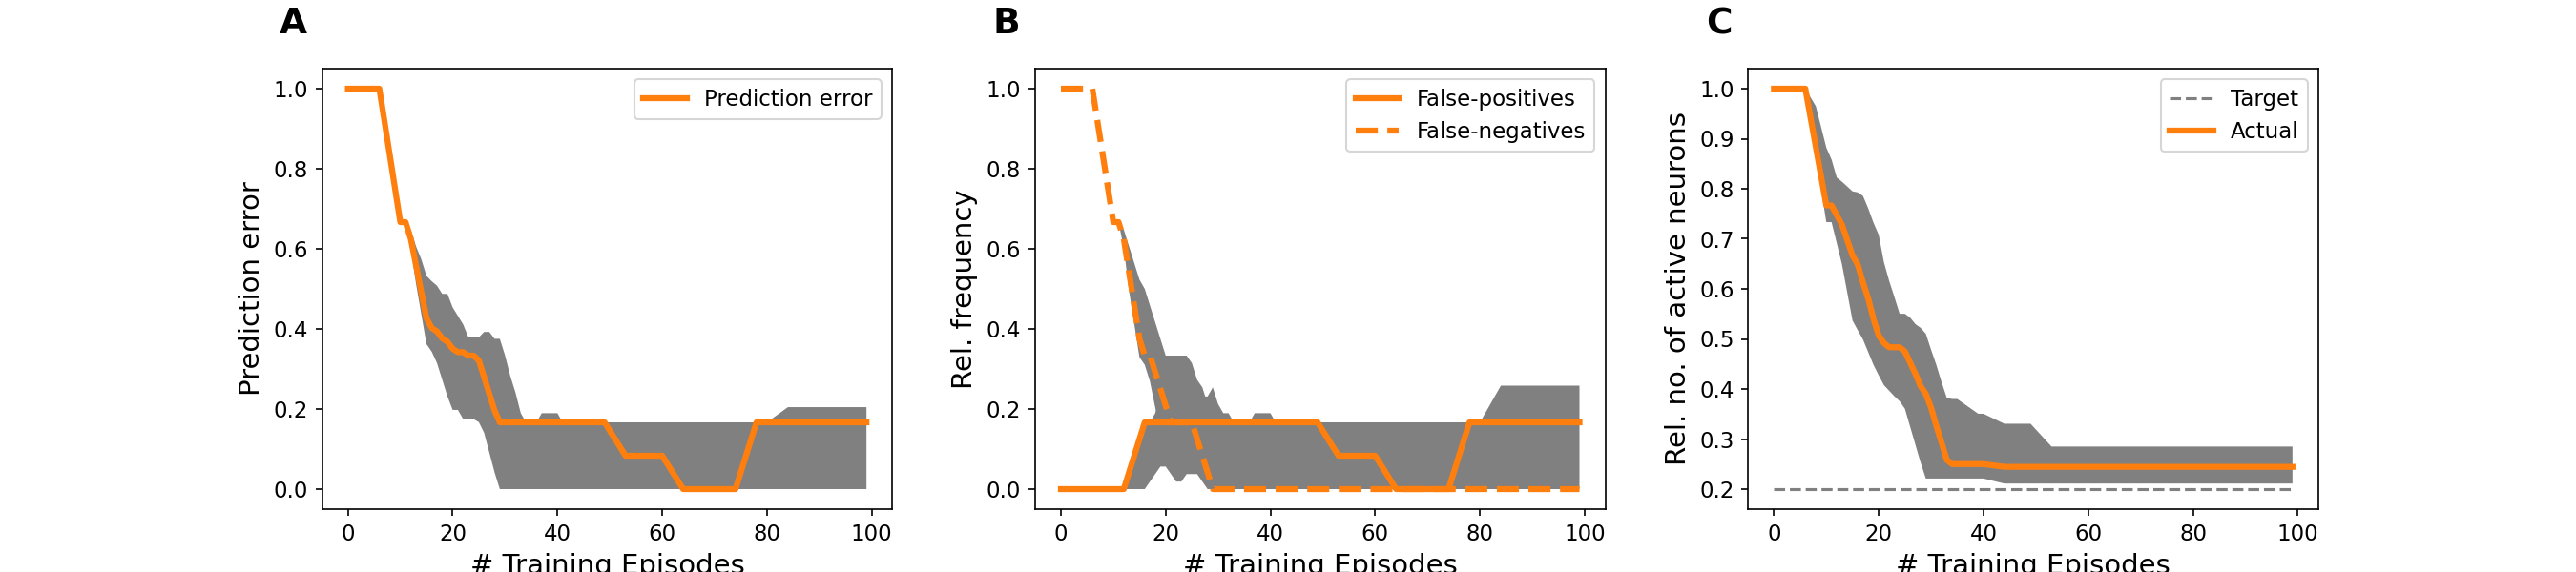 A
Prediction error
1.0
0.8
0.6
0.4
0.2
0.0
0 20 40 60 80 100
# Training Episodes
Prediction error
B
False-positives
False-negatives
1.0
0.8
0.6
0.4
0.2
0.0
0 20 40 60 80 100
# Training Episodes
Rel. frequency
C
Target
Actual
1.0
0.9
0.8
0.7
0.6
0.5
0.4
0.3
0.2
0 20 40 60 80 100
# Training Episodes
Rel. no. of active neurons